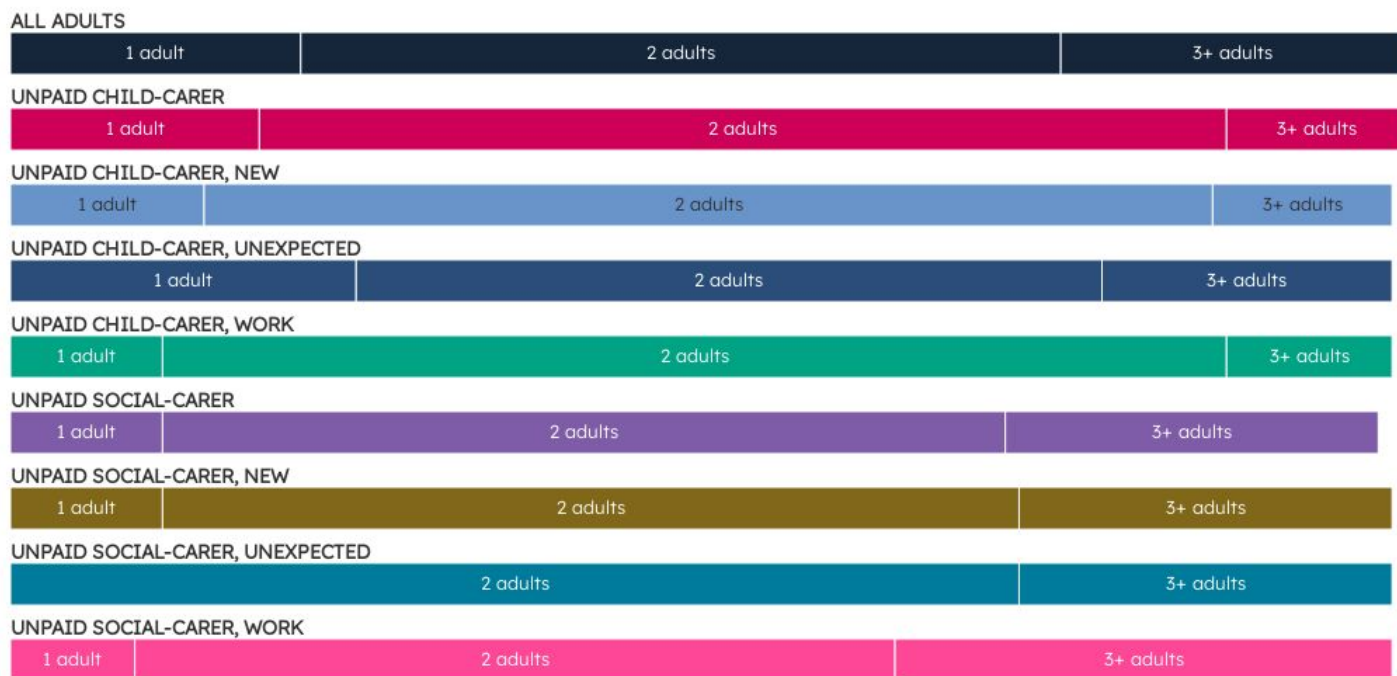 ALL ADULTS
1 adult 2 adults 3+ adults
UNPAID CHILD-CARER
1 adult 2 adults 3+ adults
UNPAID CHILD-CARER, NEW
1 adult 2 adults 3+ adults
UNPAID CHILD-CARER, UNEXPECTED
1 adult 2 adults 3+ adults
UNPAID CHILD-CARER, WORK
1 adult 2 adults 3+ adults
UNPAID SOCIAL-CARER
1 adult 2 adults 3+ adults
UNPAID SOCIAL-CARER, NEW
1 adult 2 adults 3+ adults
UNPAID SOCIAL-CARER, UNEXPECTED
2 adults 3+ adults
UNPAID SOCIAL-CARER, WORK
1 adult 2 adults 3+ adults